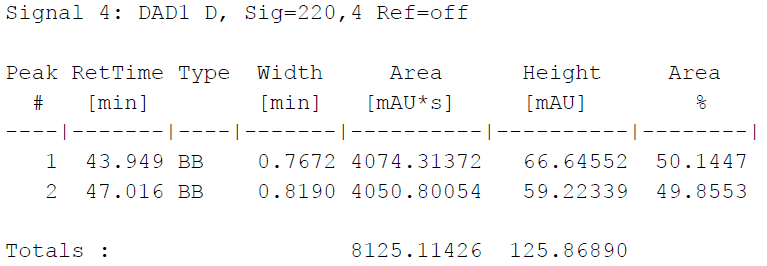 Signal 4: DAD1 D, Sig=220,4 Ref=off
Peak RetTime Type  Width     Area      Height     Area
  #   [min]        [min]   [mAU*s]     [mAU]        %
----|-------|----|-------|----------|----------|--------|
   1  43.949 BB    0.7672 4074.31372   66.64552  50.1447
   2  47.016 BB    0.8190 4050.80054   59.22339  49.8553
Totals :                  8125.11426  125.86890